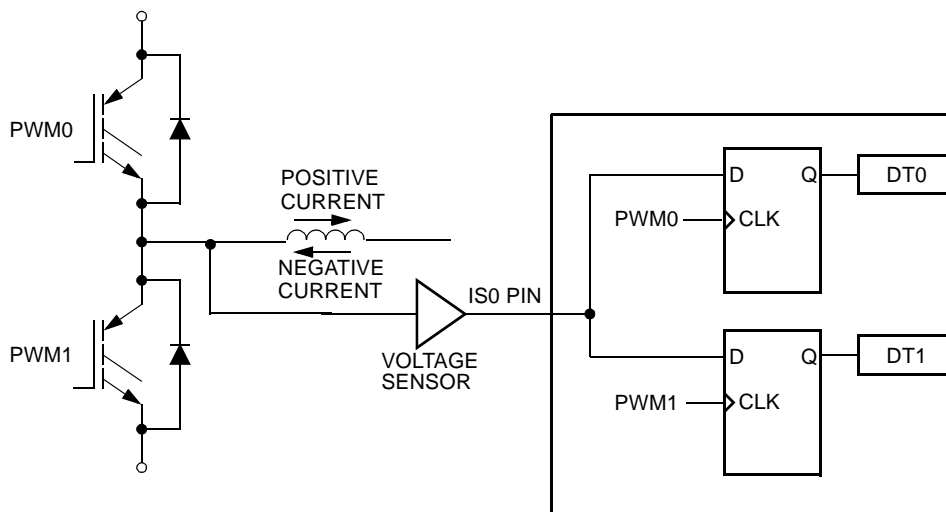 PWM0
POSITIVE
CURRENT
NEGATIVE
CURRENT
PWM1
IS0 PIN
VOLTAGE
SENSOR
D
Q
DT0
PWM0
CLK
D
Q
DT1
PWM1
CLK